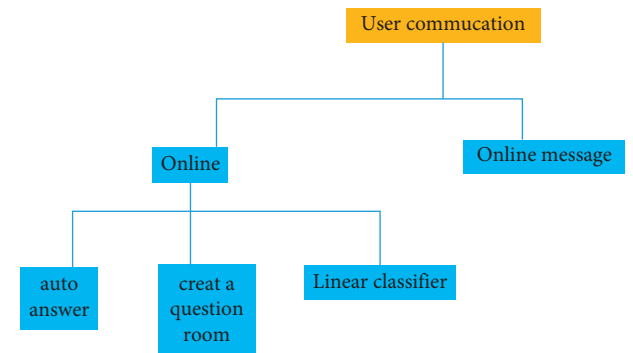 User commucation
Online
Online message
auto
answer
creat a
question
room
Linear classifier